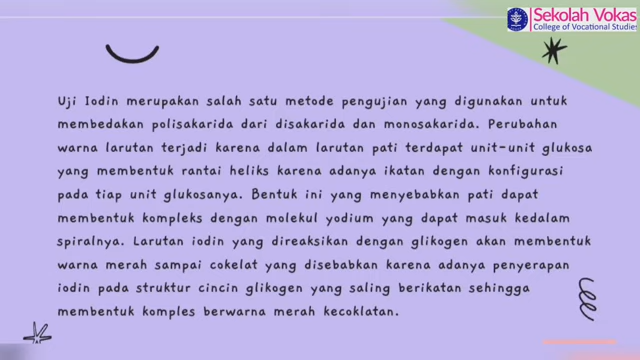 Sekolah Vokas
College of Vocational Studies
Uji Iodin merupakan salah satu metode pengujian yang digunakan untuk
membedakan polisakarida dari disakarida dan monosakarida. Perubahan
warna larutan terjadi karena dalam larutan pati terdapat unit-unit glukosa
yang membentuk rantai heliks karena adanya ikatan dengan konfigurasi
pada tiap unit glukosanya. Bentuk ini yang menyebabkan pati dapat
membentuk kompleks dengan molekul yodium yang dapat masuk kedalam
spiralnya. Larutan iodin yang direaksikan dengan glikogen akan membentuk
warna merah sampai cokelat yang disebabkan karena adanya penyerapan
iodin pada struktur cincin glikogen yang saling berikatan sehingga
membentuk komples berwarna merah kecoklatan.